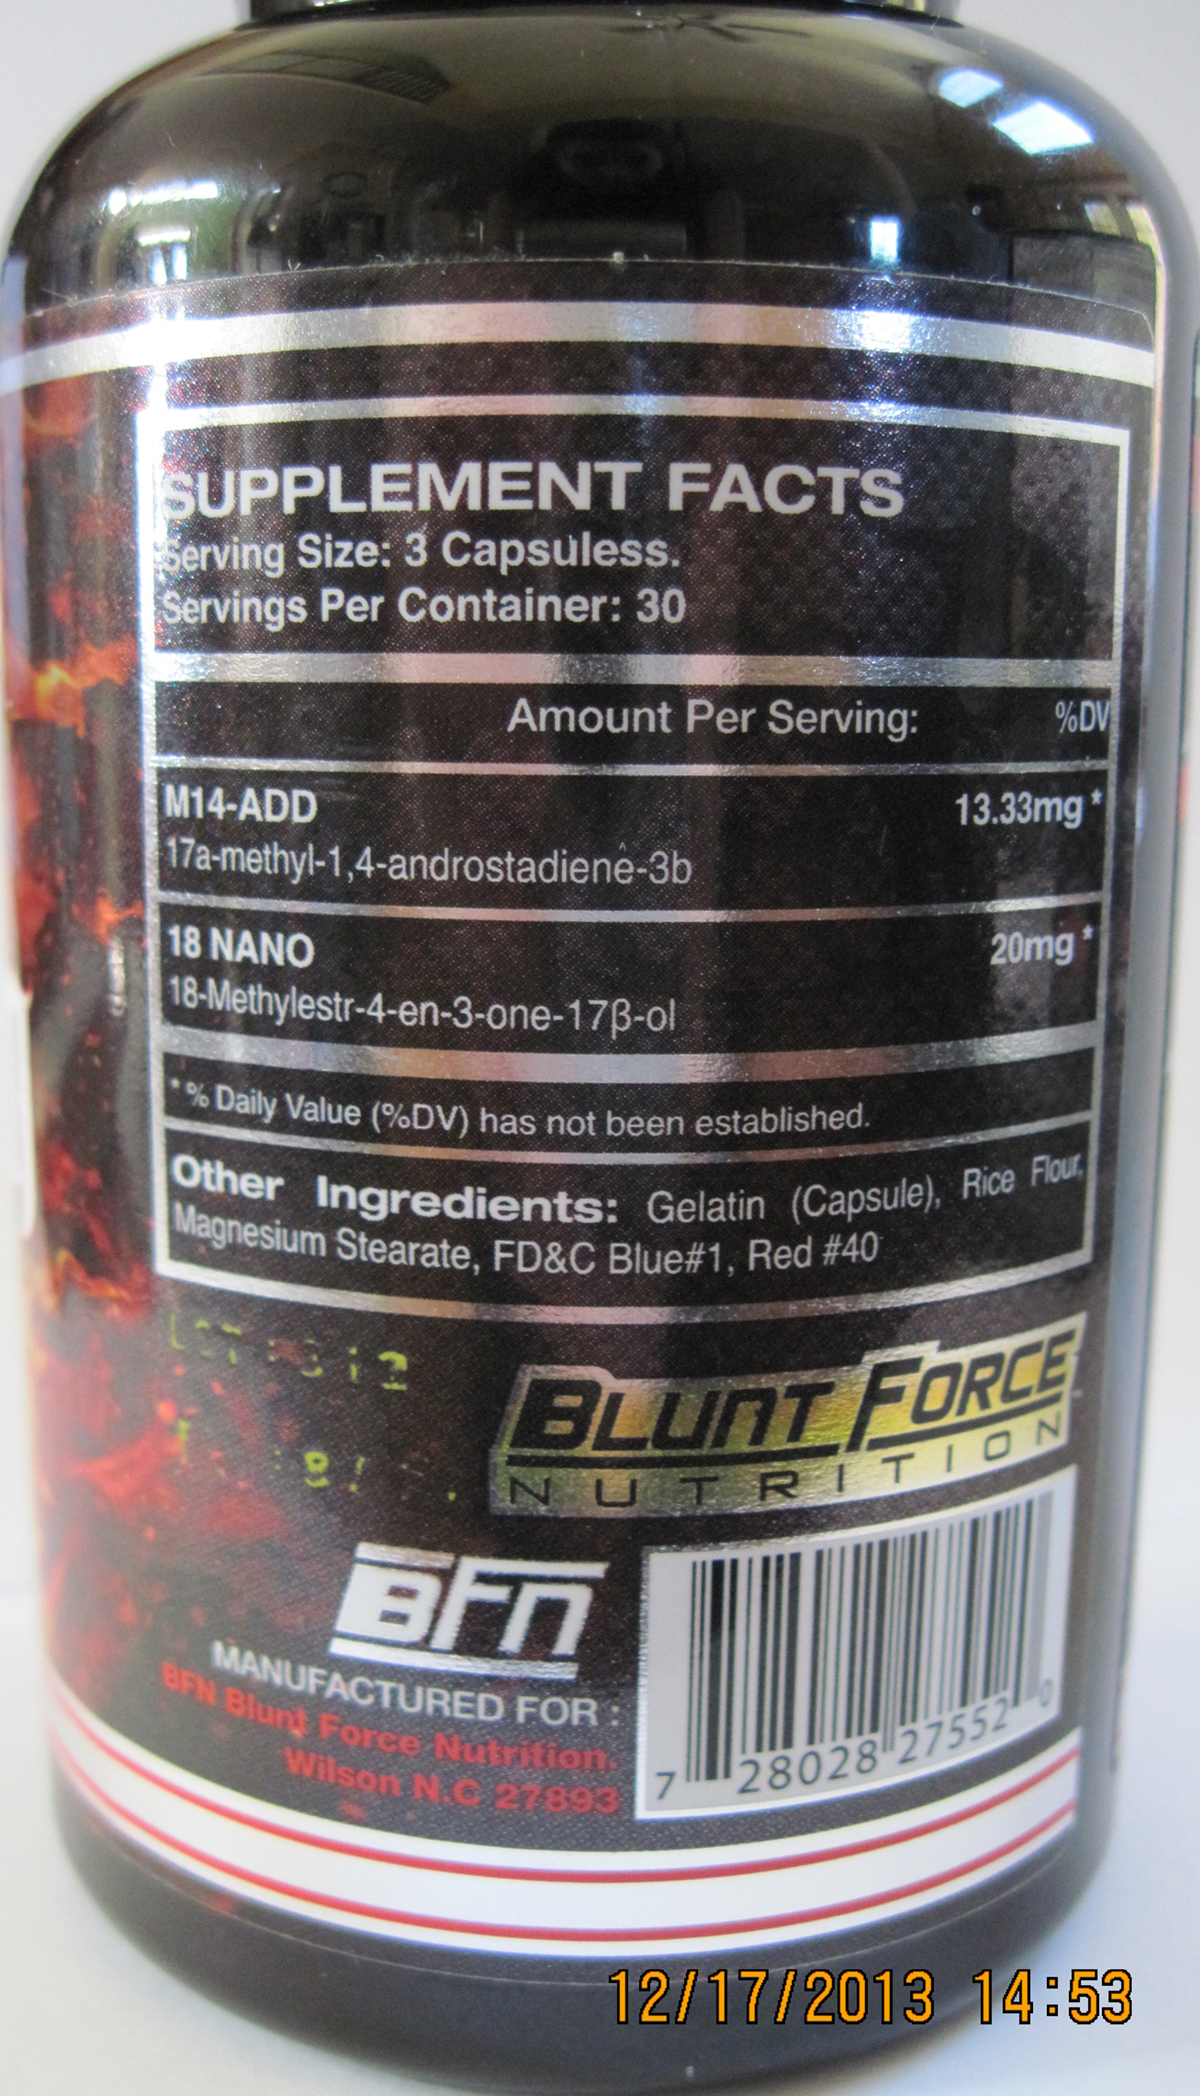 SUPPLEMENT FACTS
Serving Size: 3 Capsuless.
Servings Per Container: 30
Amount Per Serving: %DV
M14-ADD 13.33mg *
17a-methyl-1,4-androstadiene-3b
18 NANO 20mg *
18-Methylestr-4-en-3-one-17β-ol
* % Daily Value (%DV) has not been established.
Other Ingredients: Gelatin (Capsule), Rice Flour,
Magnesium Stearate, FD&C Blue#1, Red #40
BLUNT FORCE
NUTRITION
BFN
MANUFACTURED FOR :
BFN Blunt Force Nutrition.
Wilson N.C 27893
7 28028 27552 0
12/17/2013 14:53